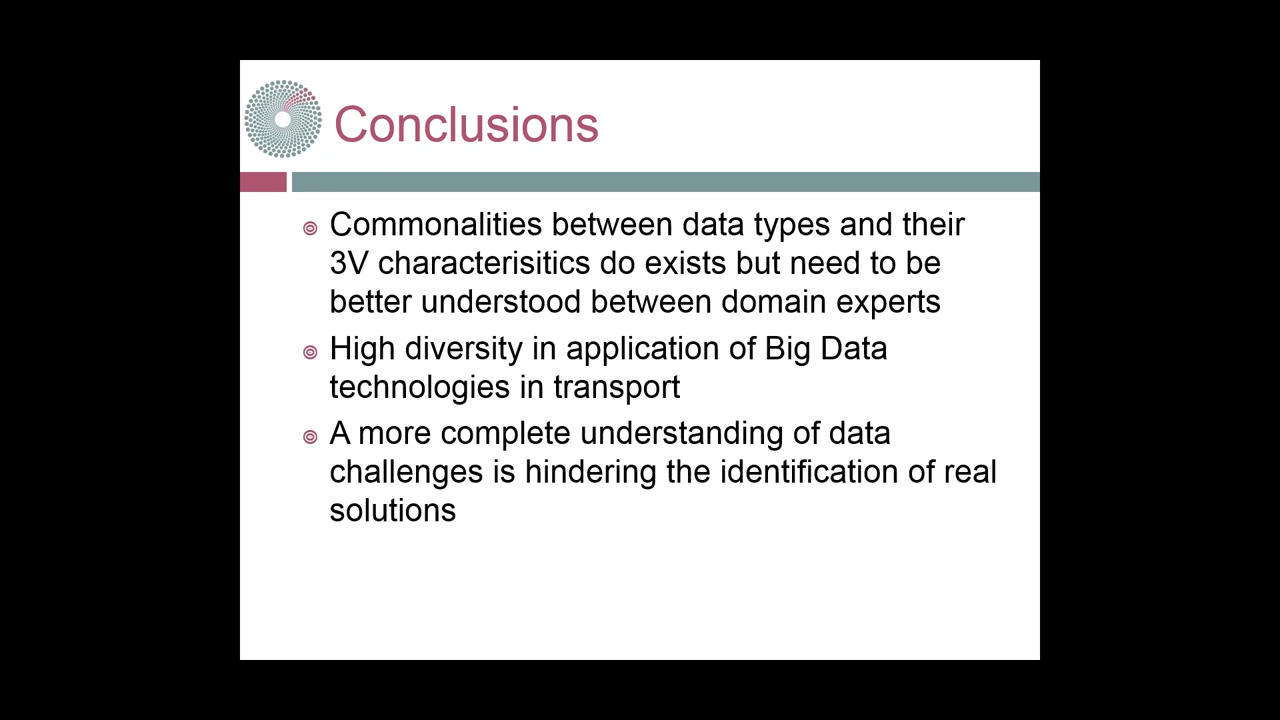 Conclusions
Commonalities between data types and their
3V characterisitics do exists but need to be
better understood between domain experts
High diversity in application of Big Data
technologies in transport
A more complete understanding of data
challenges is hindering the identification of real
solutions